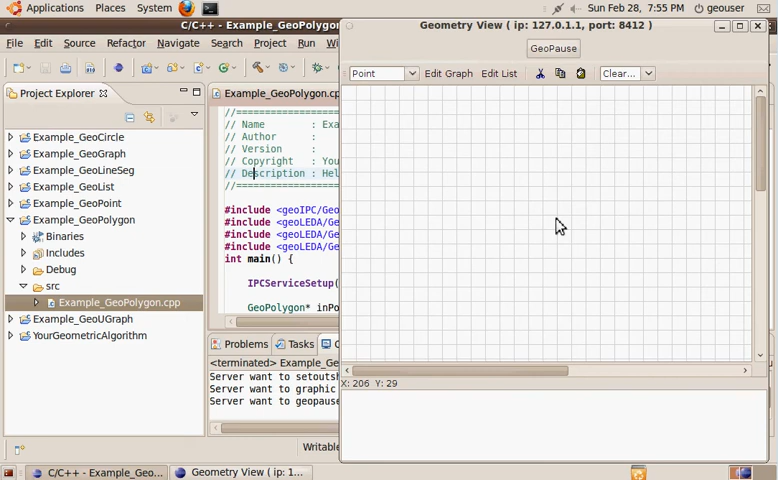 Applications Places System Sun Feb 28, 7:55 PM geouser
C/C++ - Example_GeoPolygon
Geometry View ( ip: 127.0.1.1, port: 8412 )
File Edit Source Refactor Navigate Search Project
GeoPause
Point Edit Graph Edit List Clear...
Project Explorer
Example_GeoCircle
Example_GeoGraph
Example_GeoLineSeg
Example_GeoList
Example_GeoPoint
Example_GeoPolygon
Binaries
Includes
Debug
src
Example_GeoPolygon.cpp
Example_GeoUGraph
YourGeometricAlgorithm
Example_GeoPolygon.cp
//=====================
// Name : Exa
// Author :
// Version :
// Copyright : You
// Description : Hel
//=====================
#include <geoIPC/Geo
#include <geoLEDA/Ge
#include <geoLEDA/Ge
#include <geoLEDA/Ge
int main() {
IPCServiceSetup(
GeoPolygon* inPo
Problems Tasks C
<terminated> Example_Ge
Server want to setoutsh
Server want to graphic
Server want to geopause
X: 206 Y: 29
Writable
C/C++ - Example_Geo... Geometry View ( ip: 1...